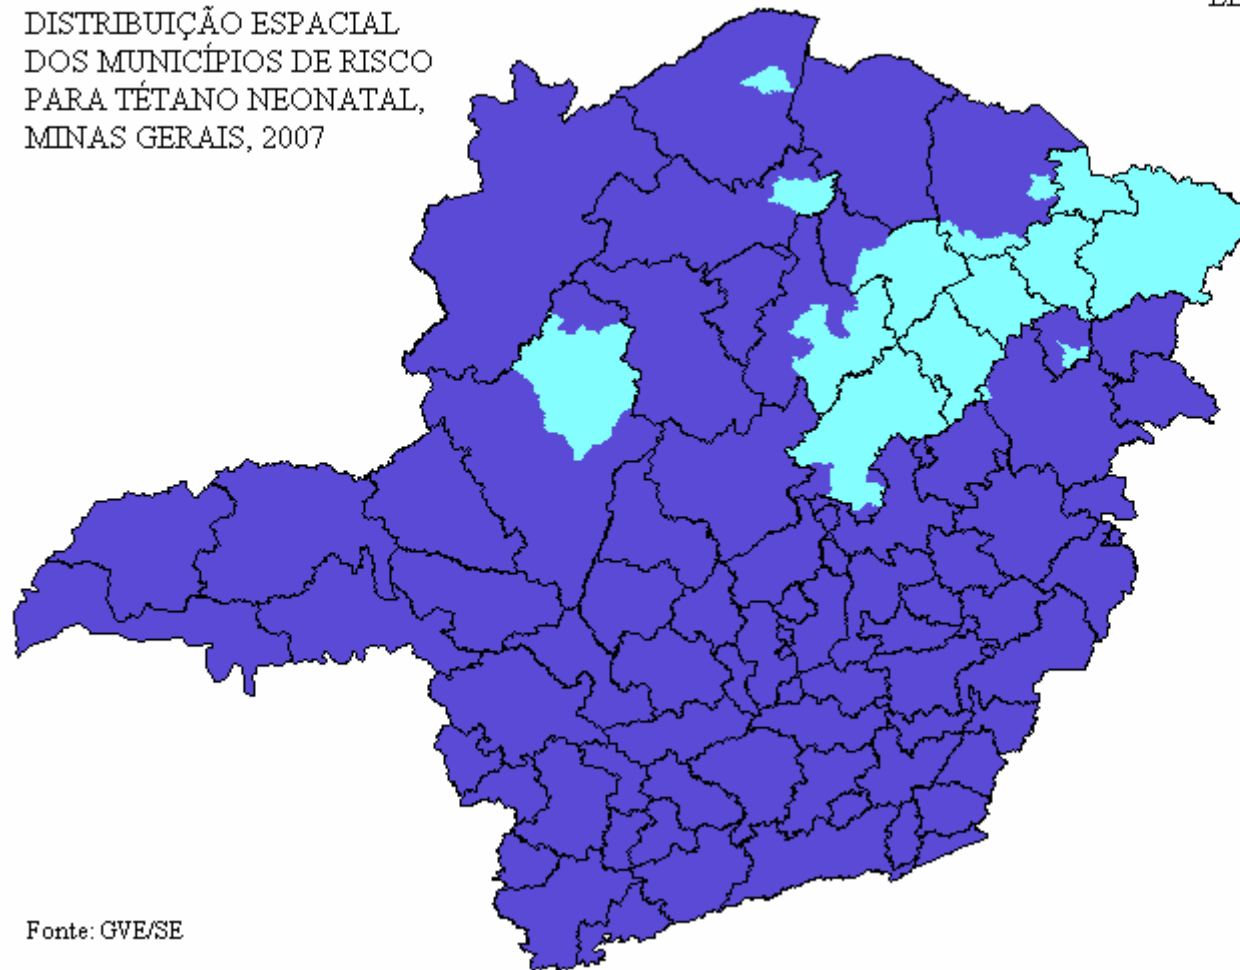 DISTRIBUIÇÃO ESPACIAL
DOS MUNICÍPIOS DE RISCO
PARA TÉTANO NEONATAL,
MINAS GERAIS, 2007
Fonte: GVE/SE